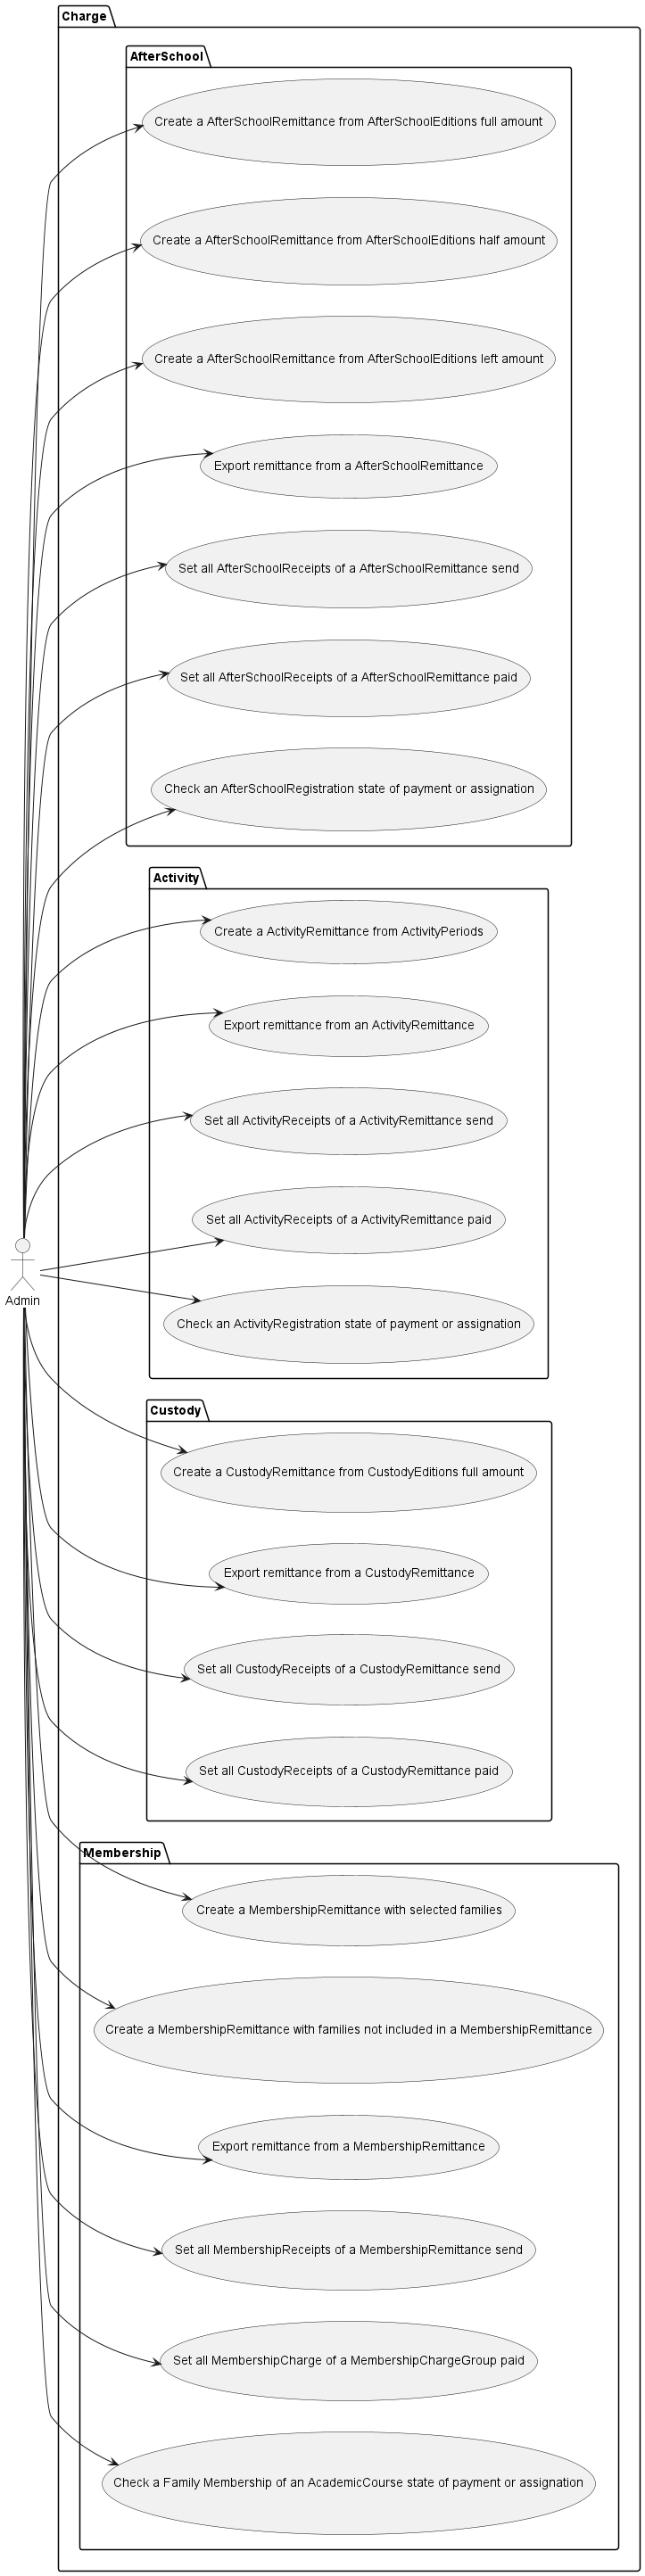 Charge
AfterSchool
Create a AfterSchoolRemittance from AfterSchoolEditions full amount
Create a AfterSchoolRemittance from AfterSchoolEditions half amount
Create a AfterSchoolRemittance from AfterSchoolEditions left amount
Export remittance from a AfterSchoolRemittance
Set all AfterSchoolReceipts of a AfterSchoolRemittance send
Set all AfterSchoolReceipts of a AfterSchoolRemittance paid
Check an AfterSchoolRegistration state of payment or assignation
Activity
Create a ActivityRemittance from ActivityPeriods
Export remittance from an ActivityRemittance
Set all ActivityReceipts of a ActivityRemittance send
Set all ActivityReceipts of a ActivityRemittance paid
Admin
Check an ActivityRegistration state of payment or assignation
Custody
Create a CustodyRemittance from CustodyEditions full amount
Export remittance from a CustodyRemittance
Set all CustodyReceipts of a CustodyRemittance send
Set all CustodyReceipts of a CustodyRemittance paid
Membership
Create a MembershipRemittance with selected families
Create a MembershipRemittance with families not included in a MembershipRemittance
Export remittance from a MembershipRemittance
Set all MembershipReceipts of a MembershipRemittance send
Set all MembershipCharge of a MembershipChargeGroup paid
Check a Family Membership of an AcademicCourse state of payment or assignation